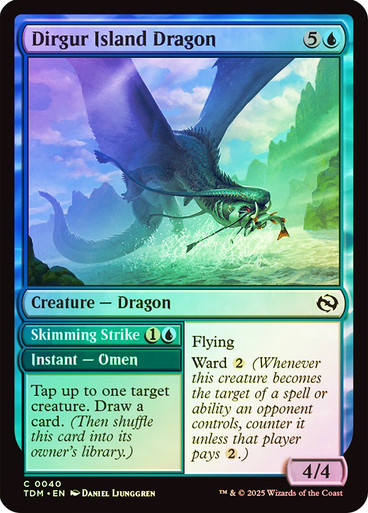 Dirgur Island Dragon 5
Creature — Dragon
Skimming Strike 1
Instant — Omen
Tap up to one target
creature. Draw a
card. (Then shuffle
this card into its
owner's library.)
Flying
Ward 2 (Whenever
this creature becomes
the target of a spell or
ability an opponent
controls, counter it
unless that player
pays 2.)
4/4
C 0040
TDM • EN Daniel Ljunggren
™ & © 2025 Wizards of the Coast